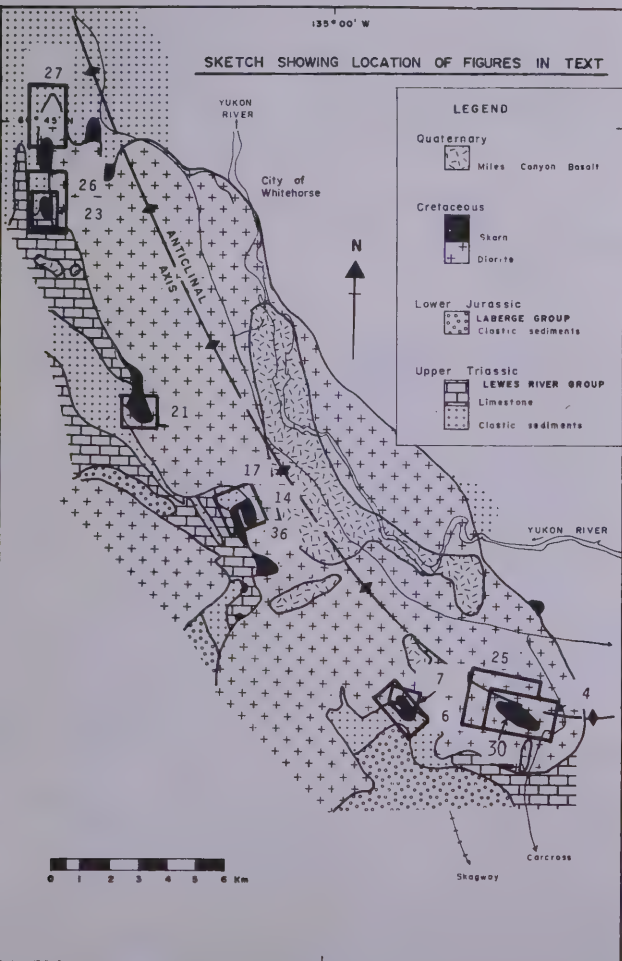 135° 00' W
SKETCH SHOWING LOCATION OF FIGURES IN TEXT
27
45' N
YUKON
RIVER
City of
Whitehorse
26
23
ANTICLINAL
AXIS
N
LEGEND
Quaternary
Miles Canyon Basalt
Cretaceous
Skarn
Diorite
Lower Jurassic
LABERGE GROUP
Clastic sediments
Upper Triassic
LEWES RIVER GROUP
Limestone
Clastic sediments
21
17
14
36
YUKON RIVER
25
7
4
6
30
0 1 2 3 4 5 6 Km
Skagway
Carcross